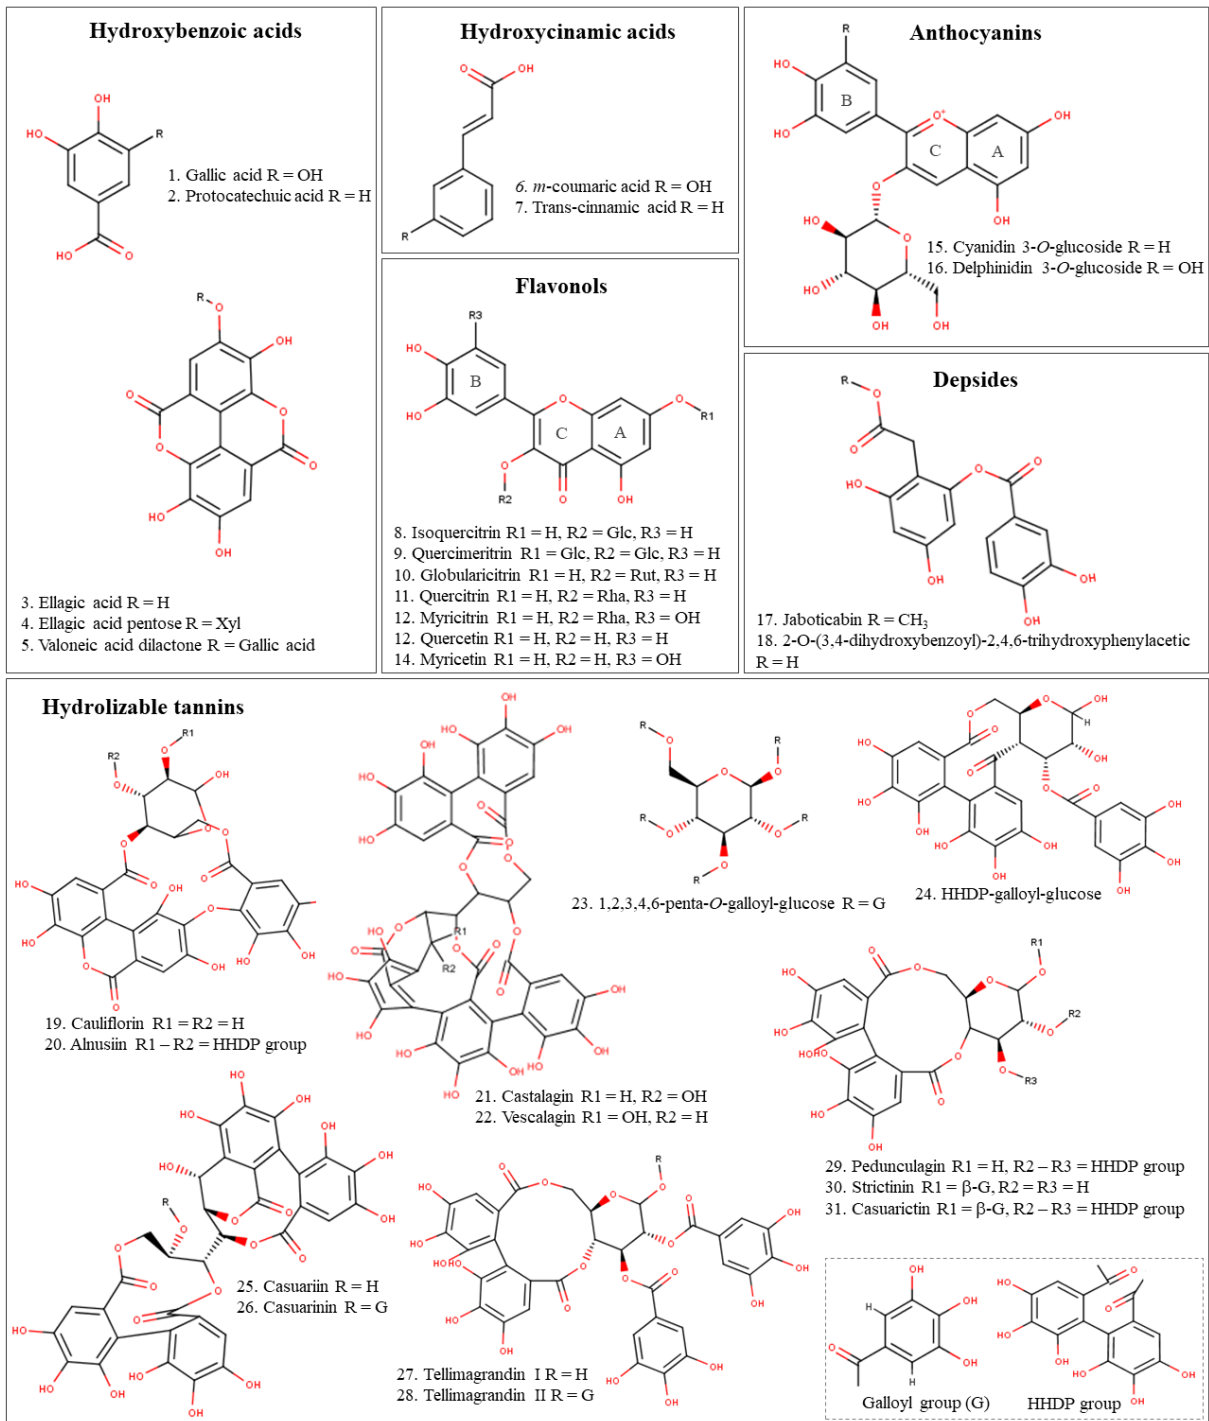 Hydroxybenzoic acids
1. Gallic acid R = OH
2. Protocatechuic acid R = H
3. Ellagic acid R = H
4. Ellagic acid pentose R = Xyl
5. Valoneic acid dilactone R = Gallic acid
Hydroxycinamic acids
6. m-coumaric acid R = OH
7. Trans-cinnamic acid R = H
Flavonols
R3
B
C
A
R1
R2
8. Isoquercitrin R1 = H, R2 = Glc, R3 = H
9. Quercimeritrin R1 = Glc, R2 = Glc, R3 = H
10. Globularicitrin R1 = H, R2 = Rut, R3 = H
11. Quercitrin R1 = H, R2 = Rha, R3 = H
12. Myricitrin R1 = H, R2 = Rha, R3 = OH
12. Quercetin R1 = H, R2 = H, R3 = H
14. Myricetin R1 = H, R2 = H, R3 = OH
Anthocyanins
R
B
C
A
15. Cyanidin 3-O-glucoside R = H
16. Delphinidin 3-O-glucoside R = OH
Depsides
17. Jaboticabin R = CH₃
18. 2-O-(3,4-dihydroxybenzoyl)-2,4,6-trihydroxyphenylacetic
R = H
Hydrolizable tannins
19. Cauliflorin R1 = R2 = H
20. Alnusiin R1 – R2 = HHDP group
21. Castalagin R1 = H, R2 = OH
22. Vescalagin R1 = OH, R2 = H
23. 1,2,3,4,6-penta-O-galloyl-glucose R = G
24. HHDP-galloyl-glucose
25. Casuariin R = H
26. Casuarinin R = G
27. Tellimagrandin I R = H
28. Tellimagrandin II R = G
29. Pedunculagin R1 = H, R2 – R3 = HHDP group
30. Strictinin R1 = β-G, R2 = R3 = H
31. Casuarictin R1 = β-G, R2 – R3 = HHDP group
Galloyl group (G)
HHDP group